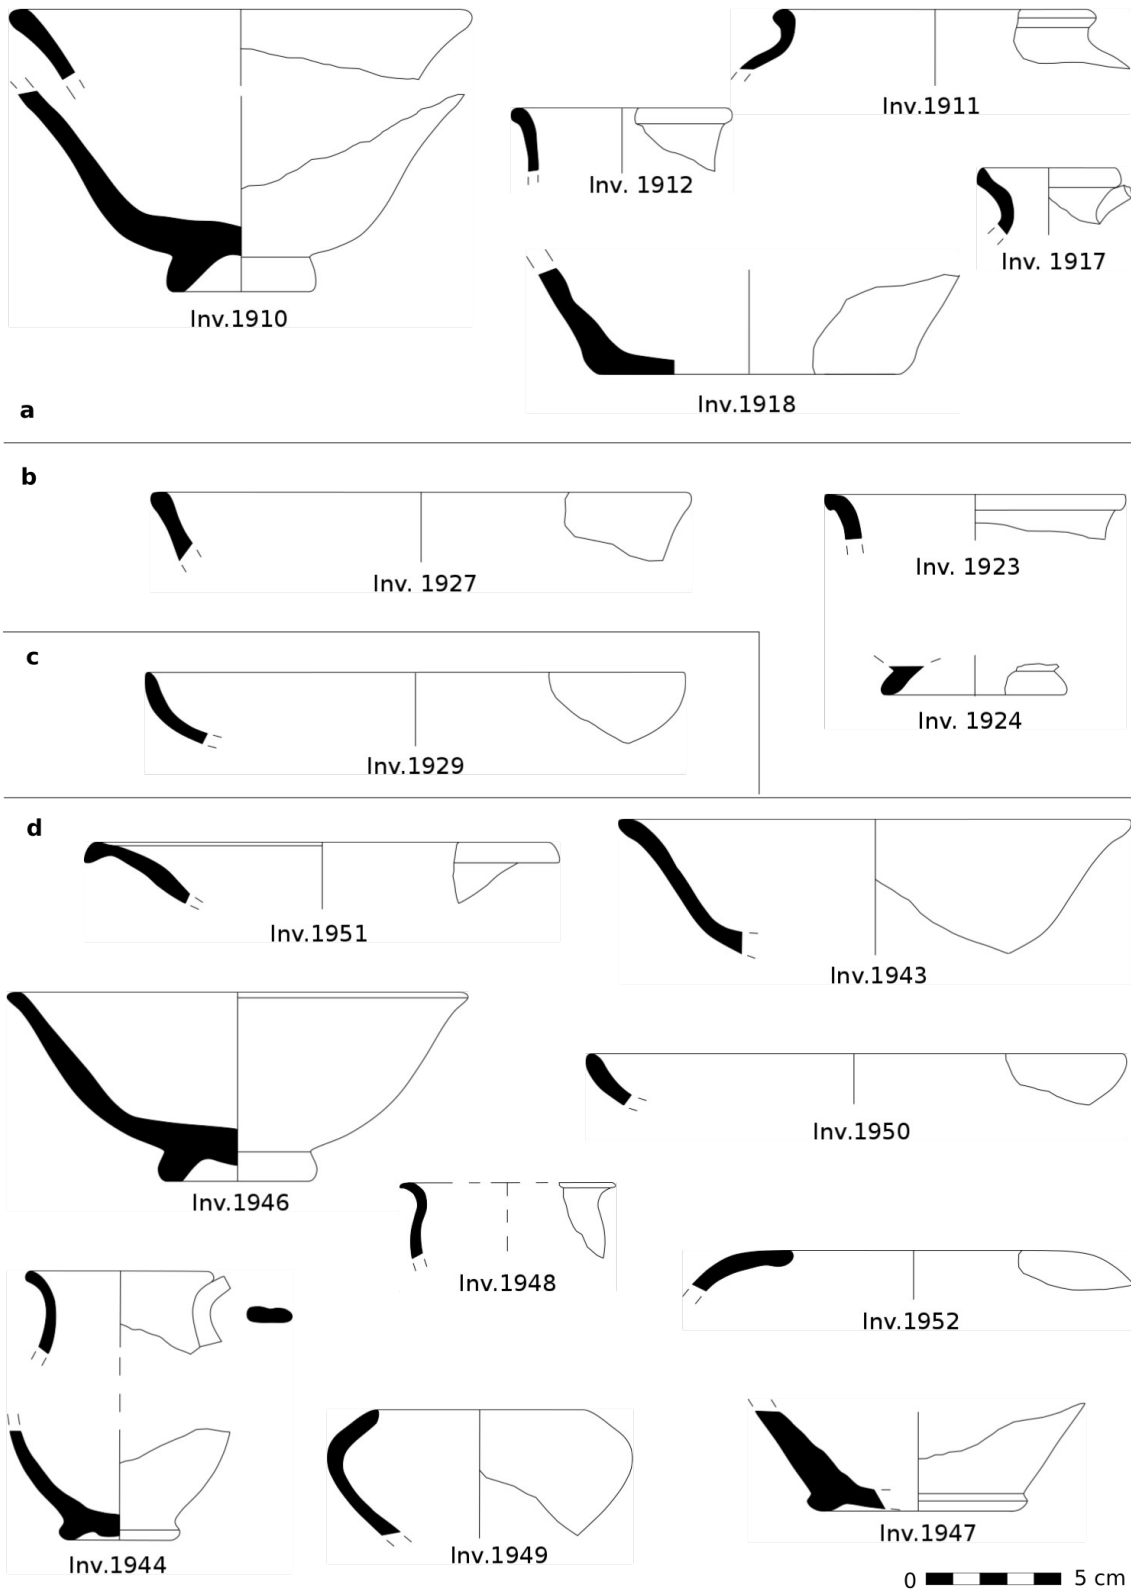 Inv.1911
Inv. 1912
Inv. 1917
Inv.1910
Inv.1918
a
b
Inv. 1927
Inv. 1923
c
Inv.1929
Inv. 1924
d
Inv.1951
Inv.1943
Inv.1950
Inv.1946
Inv.1948
Inv.1952
Inv.1944
Inv.1949
Inv.1947
0 5 cm